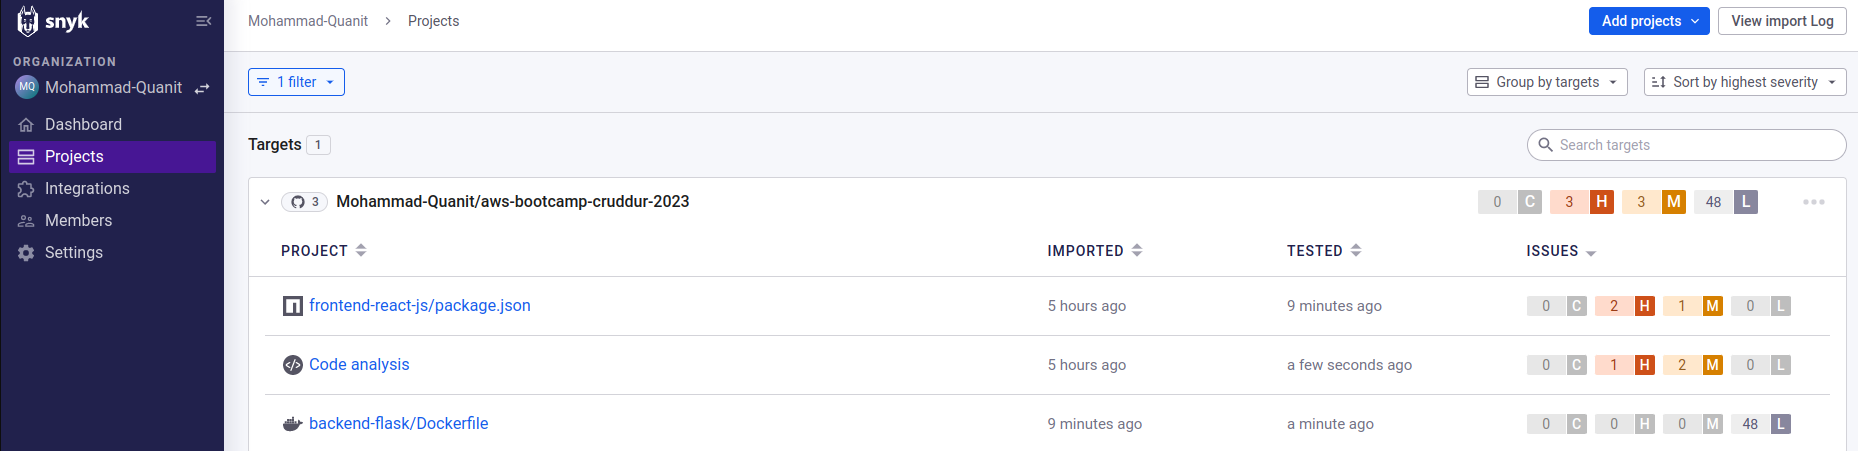 snyk
Mohammad-Quanit > Projects
Add projects
View import Log
ORGANIZATION
MQ Mohammad-Quanit
Dashboard
Projects
Integrations
Members
Settings
1 filter
Group by targets
Sort by highest severity
Targets 1
Search targets
3 Mohammad-Quanit/aws-bootcamp-cruddur-2023 0 C 3 H 3 M 48 L
PROJECT IMPORTED TESTED ISSUES
frontend-react-js/package.json 5 hours ago 9 minutes ago 0 C 2 H 1 M 0 L
Code analysis 5 hours ago a few seconds ago 0 C 1 H 2 M 0 L
backend-flask/Dockerfile 9 minutes ago a minute ago 0 C 0 H 0 M 48 L